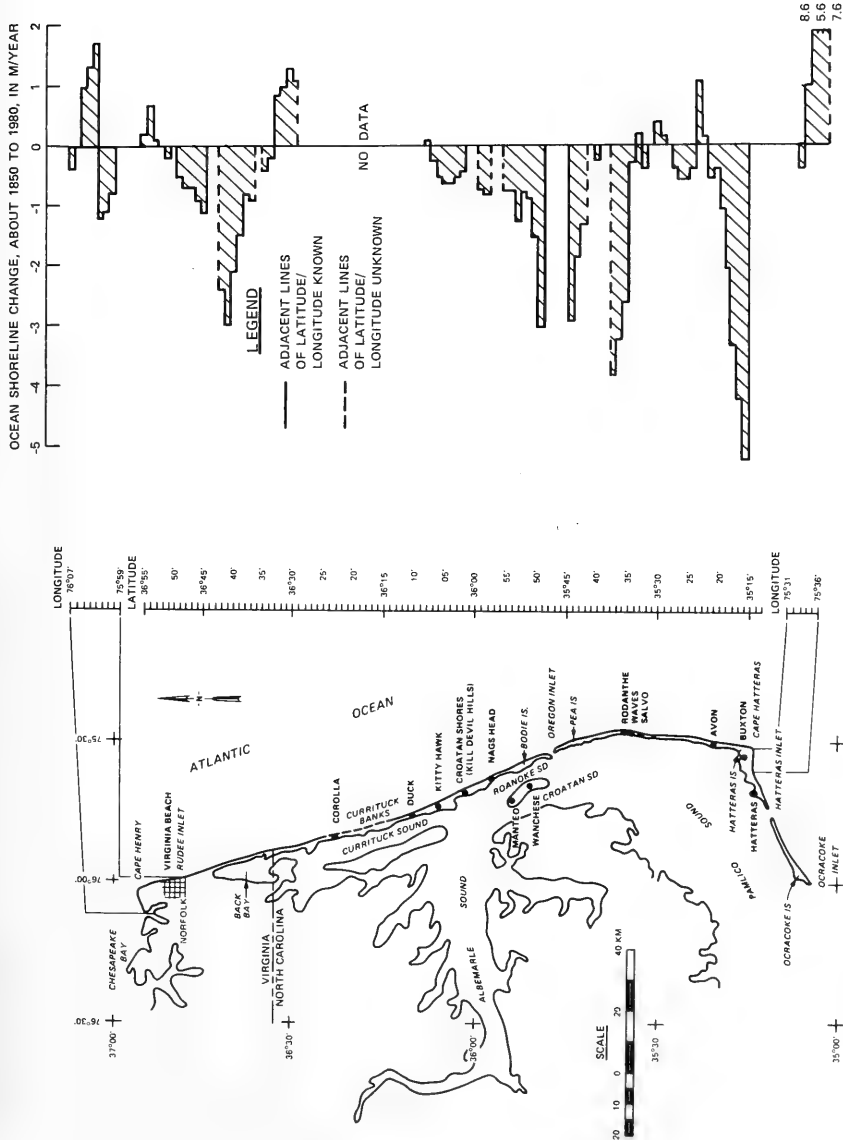 OCEAN SHORELINE CHANGE, ABOUT 1850 TO 1980, IN M/YEAR
-5
-4
-3
-2
-1
0
1
2
8.6
5.6
7.6
NO DATA
LEGEND
ADJACENT LINES
OF LATITUDE/
LONGITUDE KNOWN
ADJACENT LINES
OF LATITUDE/
LONGITUDE UNKNOWN
LONGITUDE
76°07'
75°59'
LATITUDE
36°55'
50'
36°45'
40'
35'
36°30'
25'
20'
36°15'
10'
05'
36°00'
55'
50'
35°45'
40'
35'
35°30'
25'
20'
35°15'
LONGITUDE
75°31'
75°36'
-N-
ATLANTIC
OCEAN
75°30'
76°00'
76°30'
37°00'
36°30'
36°00'
35°30'
35°00'
CHESAPEAKE
BAY
CAPE HENRY
VIRGINIA BEACH
RUDEE INLET
NORFOLK
BACK
BAY
VIRGINIA
NORTH CAROLINA
COROLLA
CURRITUCK
BANKS
CURRITUCK SOUND
DUCK
KITTY HAWK
CROATAN SHORES
(KILL DEVIL HILLS)
NAGS HEAD
BODIE IS.
ROANOKE SD
OREGON INLET
PEA IS
MANTEO
WANCHESE
CROATAN SD
ALBEMARLE
SOUND
RODANTHE
WAVES
SALVO
AVON
BUXTON
CAPE HATTERAS
HATTERAS IS
HATTERAS
HATTERAS INLET
PAMLICO
SOUND
OCRACOKE IS
OCRACOKE
INLET
SCALE
20
10
0
10
20
30
40 KM